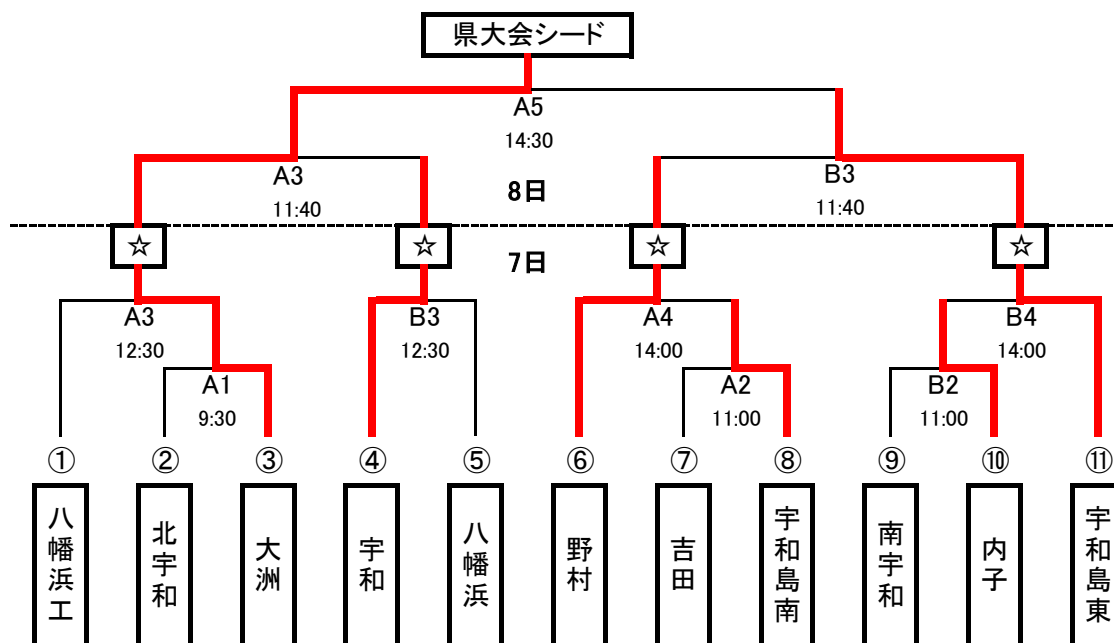 県大会シード
A5
14:30
A3
11:40
8日
B3
11:40
☆
☆
☆
☆
7日
A3
12:30
B3
12:30
A4
14:00
B4
14:00
A1
9:30
A2
11:00
B2
11:00
① ② ③ ④ ⑤ ⑥ ⑦ ⑧ ⑨ ⑩ ⑪
八幡浜工
北宇和
大洲
宇和
八幡浜
野村
吉田
宇和島南
南宇和
内子
宇和島東